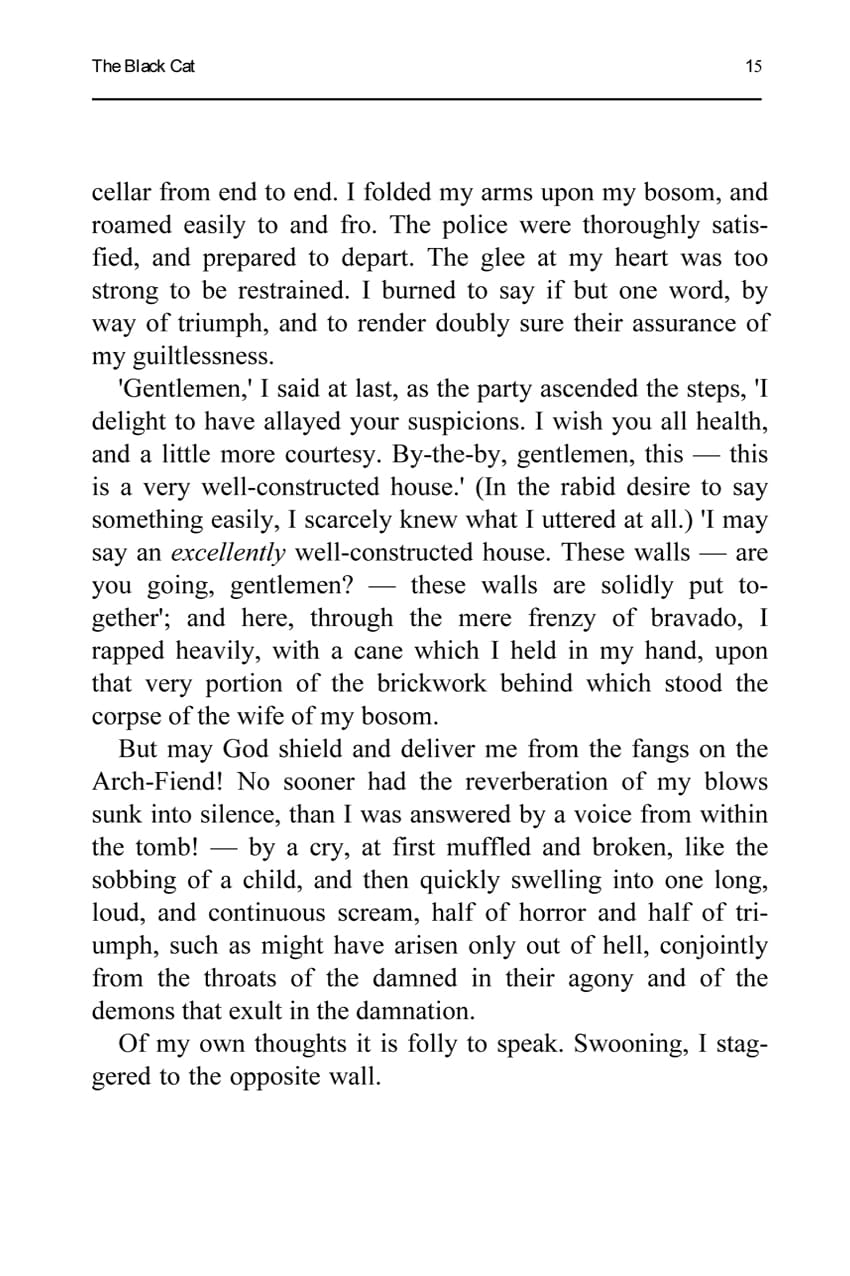 The Black Cat 15
cellar from end to end. I folded my arms upon my bosom, and
roamed easily to and fro. The police were thoroughly satis-
fied, and prepared to depart. The glee at my heart was too
strong to be restrained. I burned to say if but one word, by
way of triumph, and to render doubly sure their assurance of
my guiltlessness.
'Gentlemen,' I said at last, as the party ascended the steps, 'I
delight to have allayed your suspicions. I wish you all health,
and a little more courtesy. By-the-by, gentlemen, this — this
is a very well-constructed house.' (In the rabid desire to say
something easily, I scarcely knew what I uttered at all.) 'I may
say an excellently well-constructed house. These walls — are
you going, gentlemen? — these walls are solidly put to-
gether'; and here, through the mere frenzy of bravado, I
rapped heavily, with a cane which I held in my hand, upon
that very portion of the brickwork behind which stood the
corpse of the wife of my bosom.
But may God shield and deliver me from the fangs on the
Arch-Fiend! No sooner had the reverberation of my blows
sunk into silence, than I was answered by a voice from within
the tomb! — by a cry, at first muffled and broken, like the
sobbing of a child, and then quickly swelling into one long,
loud, and continuous scream, half of horror and half of tri-
umph, such as might have arisen only out of hell, conjointly
from the throats of the damned in their agony and of the
demons that exult in the damnation.
Of my own thoughts it is folly to speak. Swooning, I stag-
gered to the opposite wall.